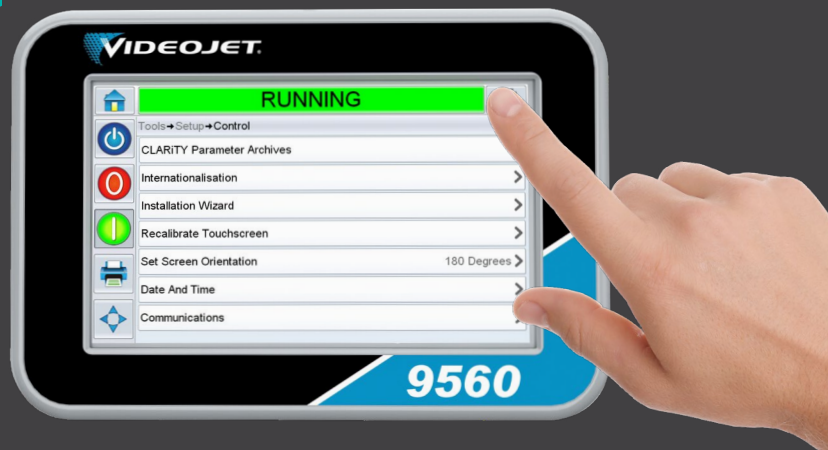 VIDEOJET.
RUNNING
Tools→Setup→Control
CLARiTY Parameter Archives
Internationalisation
Installation Wizard
Recalibrate Touchscreen
Set Screen Orientation 180 Degrees
Date And Time
Communications
9560